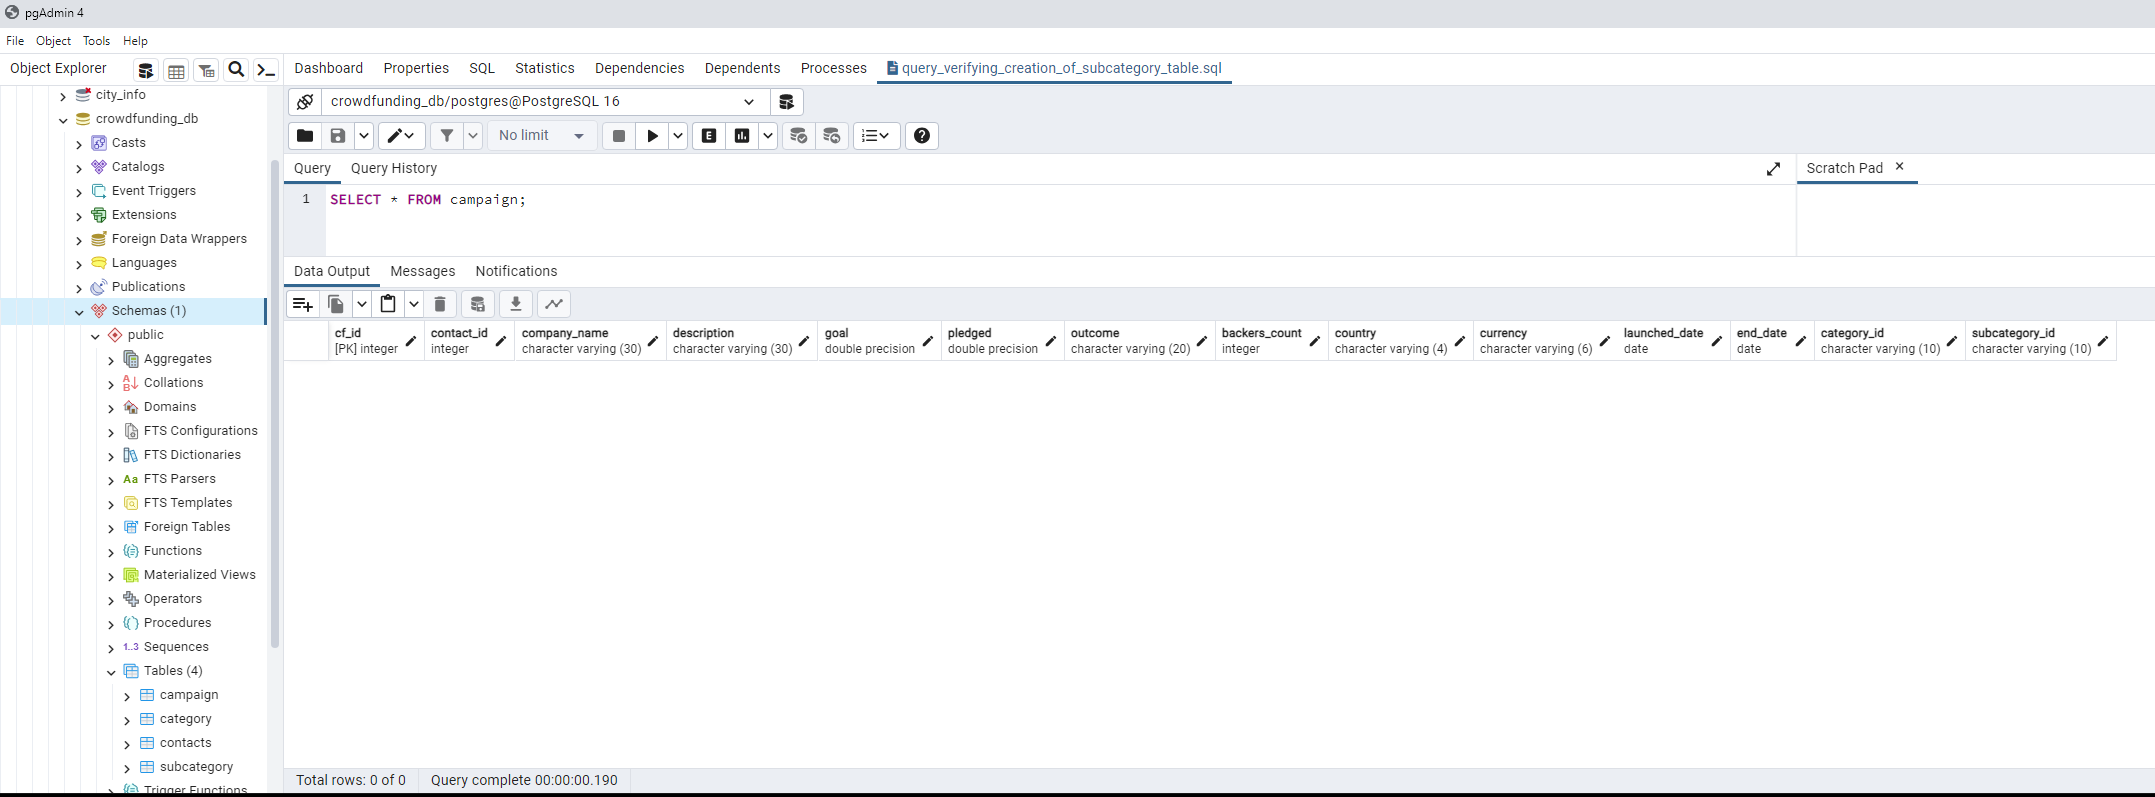 pgAdmin 4
File Object Tools Help
Object Explorer
Dashboard Properties SQL Statistics Dependencies Dependents Processes query_verifying_creation_of_subcategory_table.sql
city_info
crowdfunding_db
Casts
Catalogs
Event Triggers
Extensions
Foreign Data Wrappers
Languages
Publications
Schemas (1)
public
Aggregates
Collations
Domains
FTS Configurations
FTS Dictionaries
Aa FTS Parsers
FTS Templates
Foreign Tables
Functions
Materialized Views
Operators
Procedures
1..3 Sequences
Tables (4)
campaign
category
contacts
subcategory
Trigger Functions
crowdfunding_db/postgres@PostgreSQL 16
No limit
E
Query Query History
Scratch Pad
1 SELECT * FROM campaign;
Data Output Messages Notifications
cf_id contact_id company_name description goal pledged outcome backers_count country currency launched_date end_date category_id subcategory_id
[PK] integer integer character varying (30) character varying (30) double precision double precision character varying (20) integer character varying (4) character varying (6) date date character varying (10) character varying (10)
Total rows: 0 of 0 Query complete 00:00:00.190